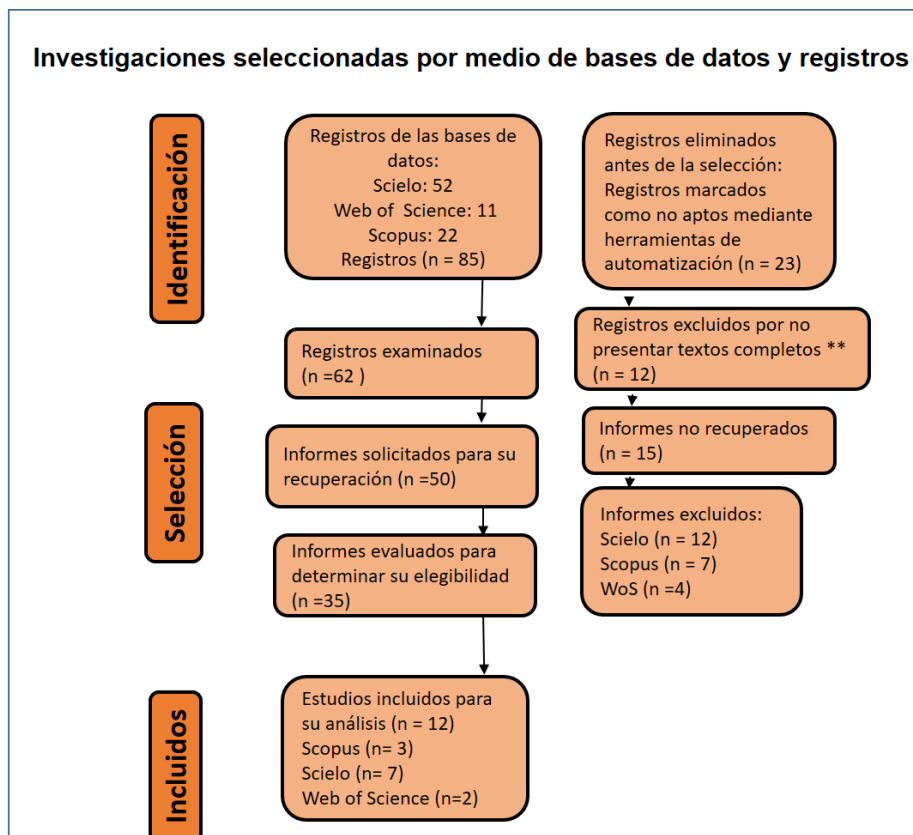 Investigaciones seleccionadas por medio de bases de datos y registros
Identificación
Registros de las bases de
datos:
Scielo: 52
Web of Science: 11
Scopus: 22
Registros (n = 85)
Registros eliminados
antes de la selección:
Registros marcados
como no aptos mediante
herramientas de
automatización (n = 23)
Registros examinados
(n =62 )
Registros excluidos por no
presentar textos completos **
(n = 12)
Selección
Informes solicitados para su
recuperación (n =50)
Informes no recuperados
(n = 15)
Informes evaluados para
determinar su elegibilidad
(n =35)
Informes excluidos:
Scielo (n = 12)
Scopus (n = 7)
WoS (n =4)
Incluidos
Estudios incluidos para
su análisis (n = 12)
Scopus (n= 3)
Scielo (n= 7)
Web of Science (n=2)